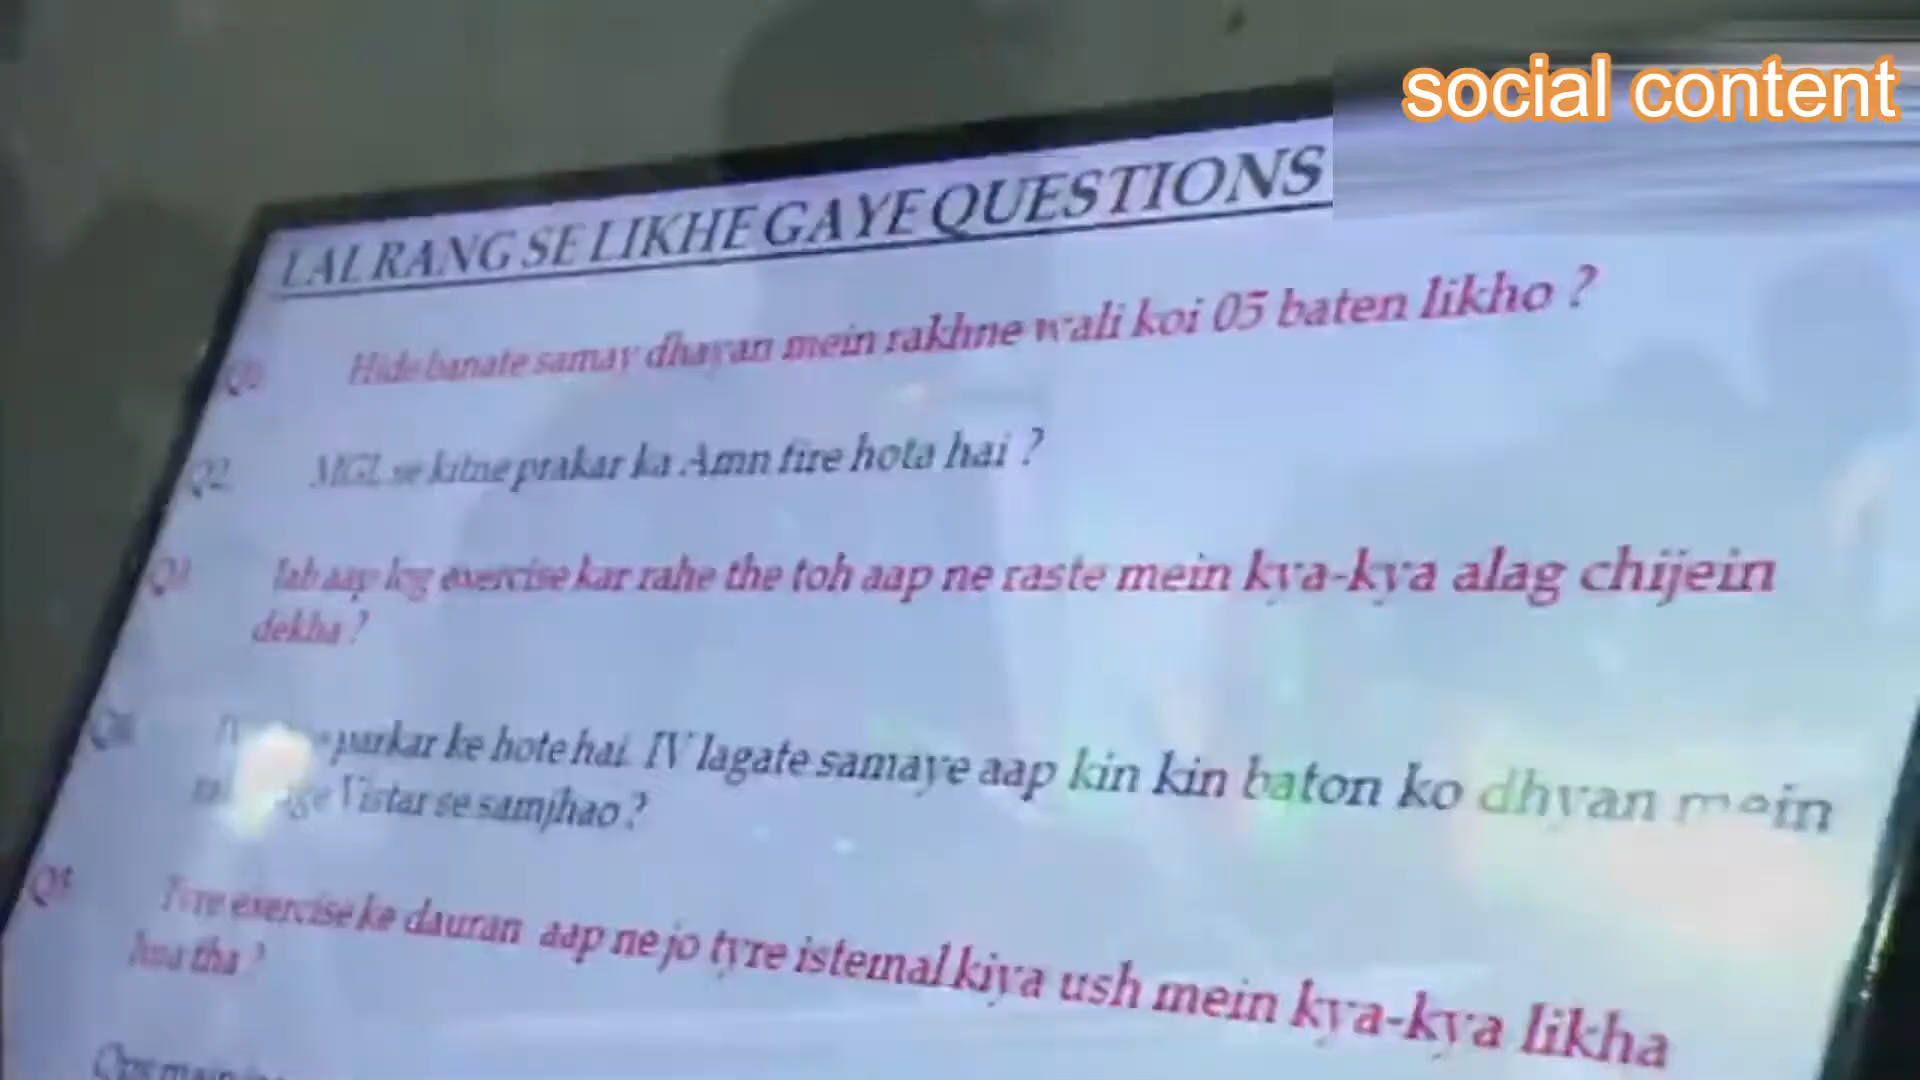 social content
LAL RANG SE LIKHE GAYE QUESTIONS
Q1. Hide banate samay dhayan mein rakhne wali koi 05 baten likho ?
Q2. MGL se kitne prakar ka Amn fire hota hai ?
Q3. Jab aap log exercise kar rahe the toh aap ne raste mein kya-kya alag chijein
dekha ?
parkar ke hote hai. IV lagate samaye aap kin kin baton ko dhyan mein
Vistar se samjhao ?
Q5. Tyre exercise ke dauran aap ne jo tyre istemal kiya ush mein kya-kya likha
hua tha ?